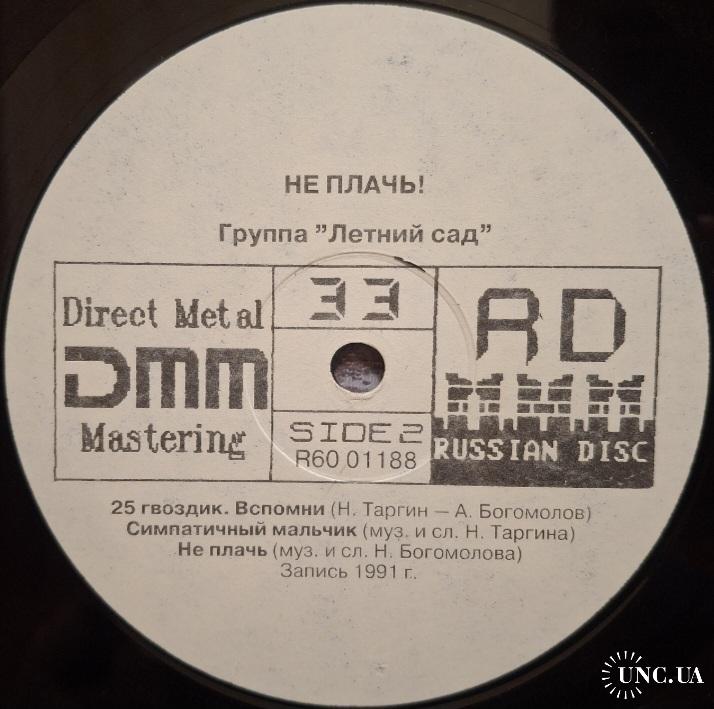 НЕ ПЛАЧЬ!
Группа ”Летний сад”
Direct Metal
DMM
Mastering
33
SIDE 2
R60 01188
RD
RUSSIAN DISC
25 гвоздик. Вспомни (Н. Таргин — А. Богомолов)
Симпатичный мальчик (муз. и сл. Н. Таргина)
Не плачь (муз. и сл. Н. Богомолова)
Запись 1991 г.
UNC.UA